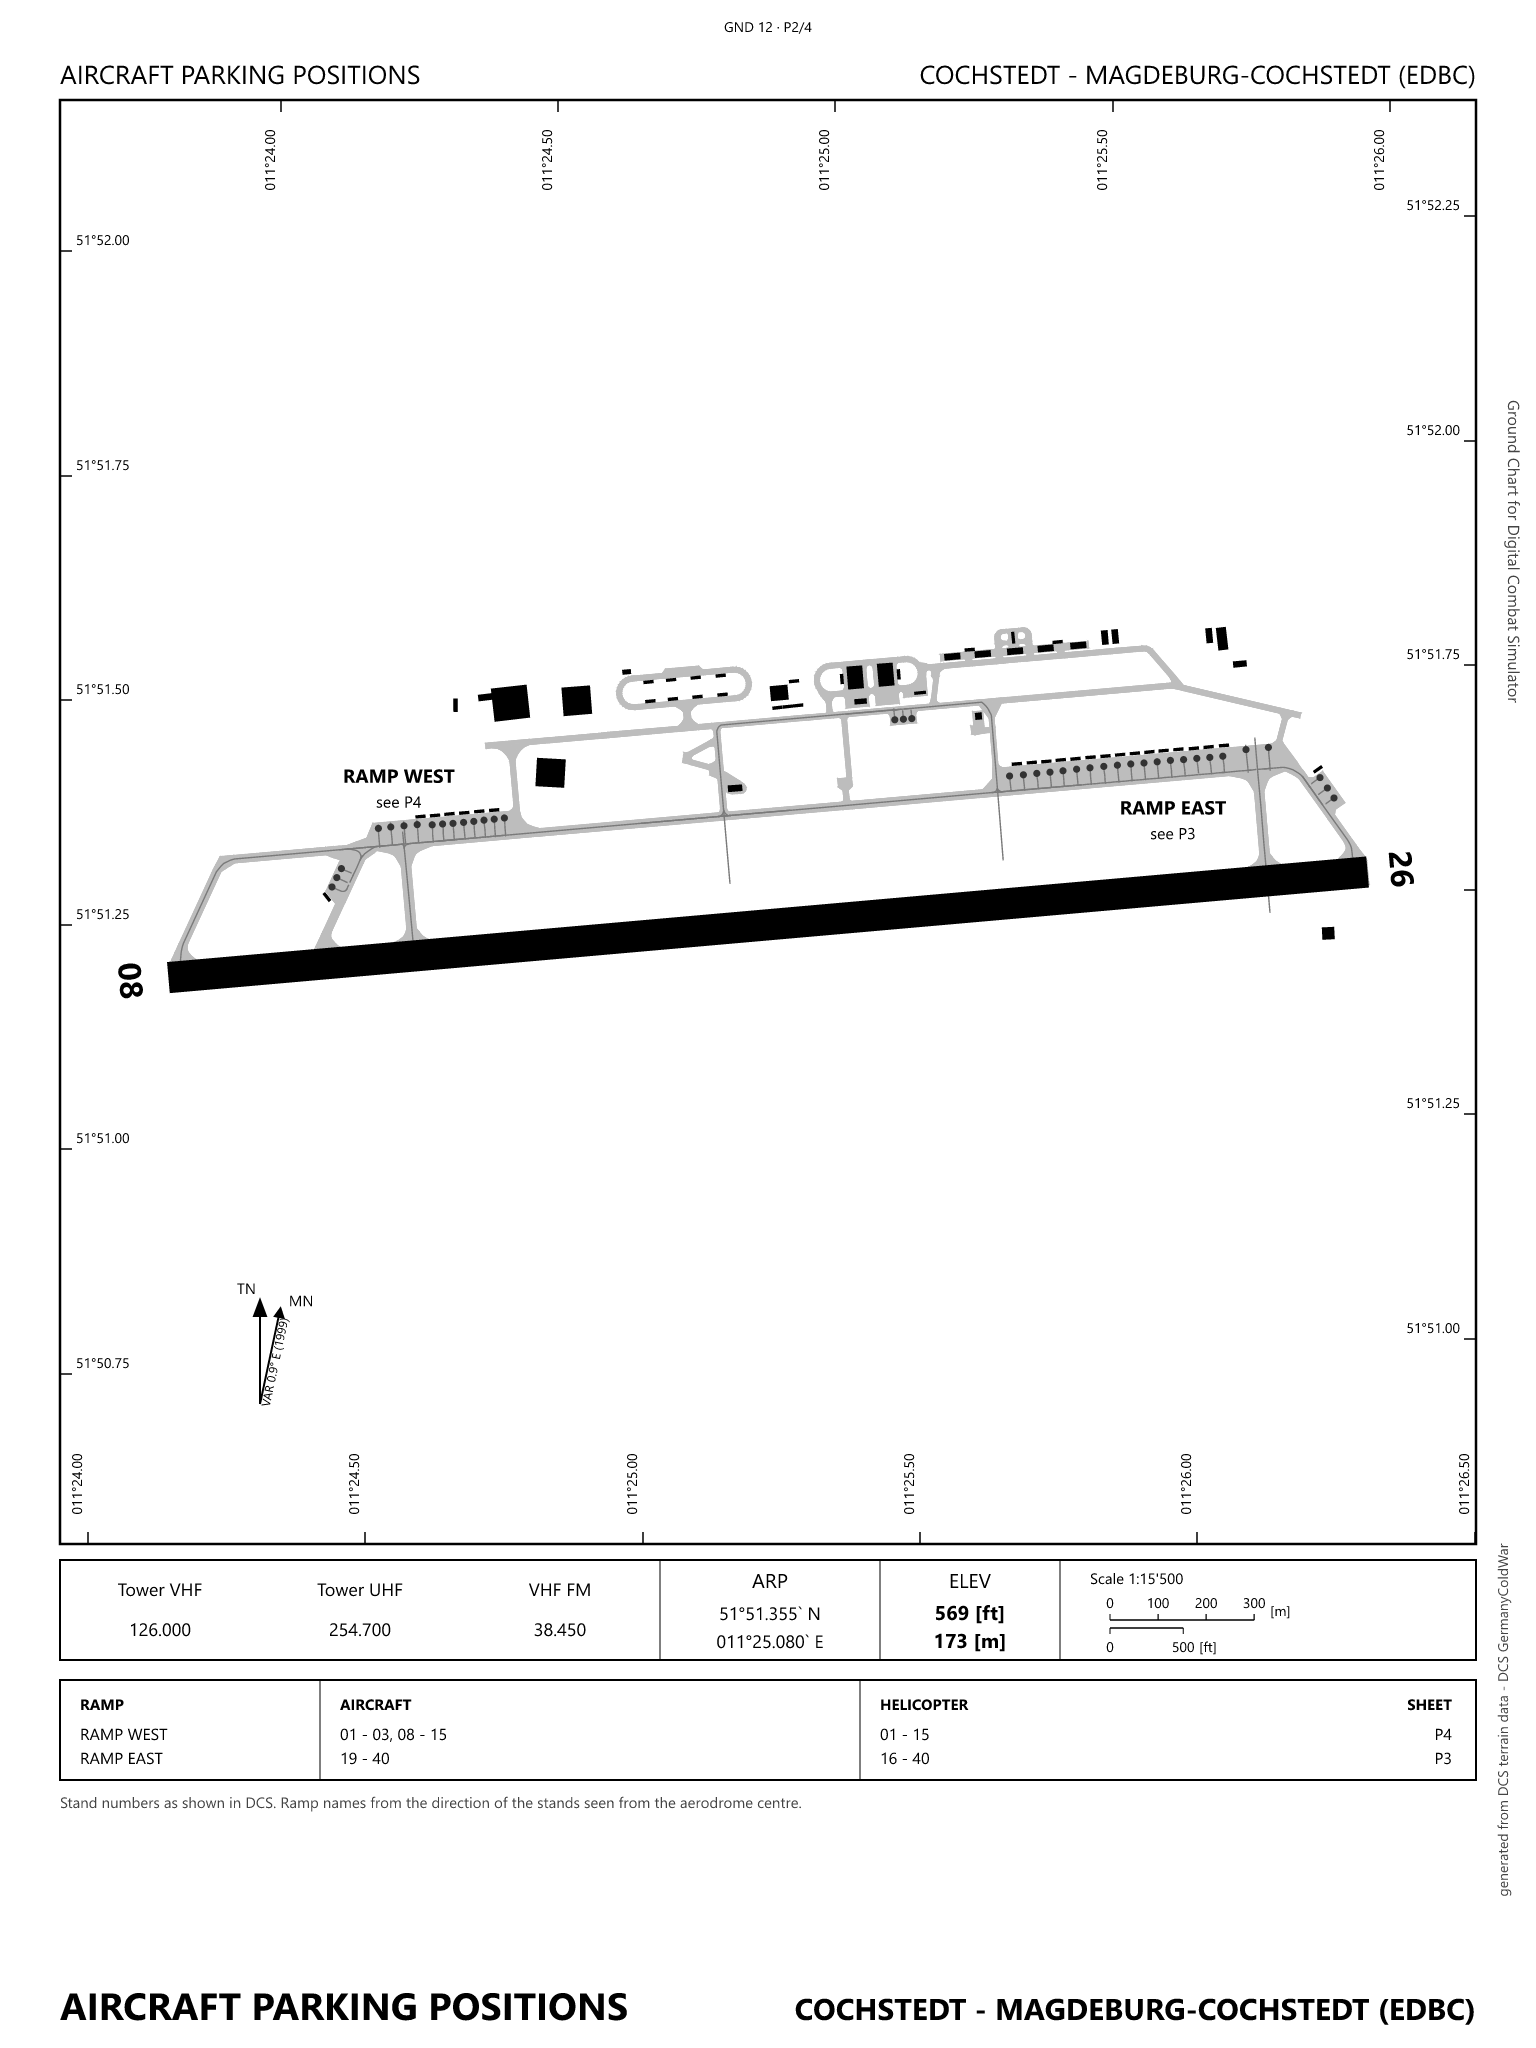 GND 12 · P2/4
AIRCRAFT PARKING POSITIONS
COCHSTEDT - MAGDEBURG-COCHSTEDT (EDBC)
011°24.00
011°24.50
011°25.00
011°25.50
011°26.00
51°52.25
51°52.00
51°52.00
51°51.75
51°51.75
51°51.50
RAMP WEST
see P4
RAMP EAST
see P3
26
51°51.25
08
51°51.25
51°51.00
TN
MN
VAR 0.9° E (1999)
51°51.00
51°50.75
011°24.00
011°24.50
011°25.00
011°25.50
011°26.00
011°26.50
Ground Chart for Digital Combat Simulator
Tower VHF
126.000
Tower UHF
254.700
VHF FM
38.450
ARP
51°51.355` N
011°25.080` E
ELEV
569 [ft]
173 [m]
Scale 1:15'500
0 100 200 300 [m]
0 500 [ft]
RAMP AIRCRAFT HELICOPTER SHEET
RAMP WEST 01 - 03, 08 - 15 01 - 15 P4
RAMP EAST 19 - 40 16 - 40 P3
Stand numbers as shown in DCS. Ramp names from the direction of the stands seen from the aerodrome centre.
generated from DCS terrain data - DCS GermanyColdWar
AIRCRAFT PARKING POSITIONS
COCHSTEDT - MAGDEBURG-COCHSTEDT (EDBC)